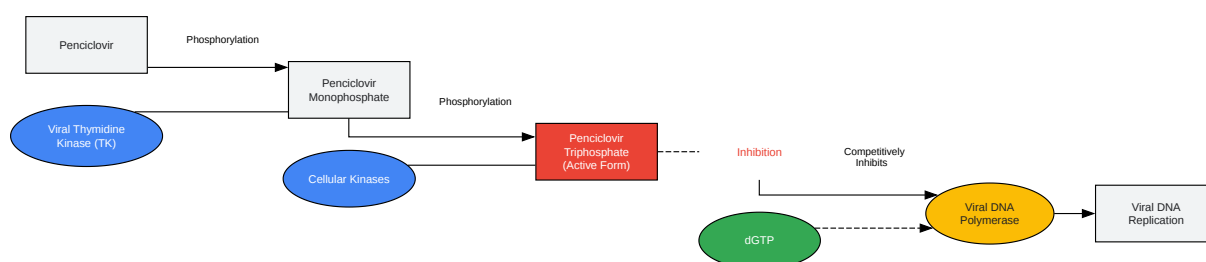 Penciclovir
Phosphorylation
Penciclovir
Monophosphate
Viral Thymidine
Kinase (TK)
Phosphorylation
Cellular Kinases
Penciclovir
Triphosphate
(Active Form)
Inhibition
Competitively
Inhibits
dGTP
Viral DNA
Polymerase
Viral DNA
Replication